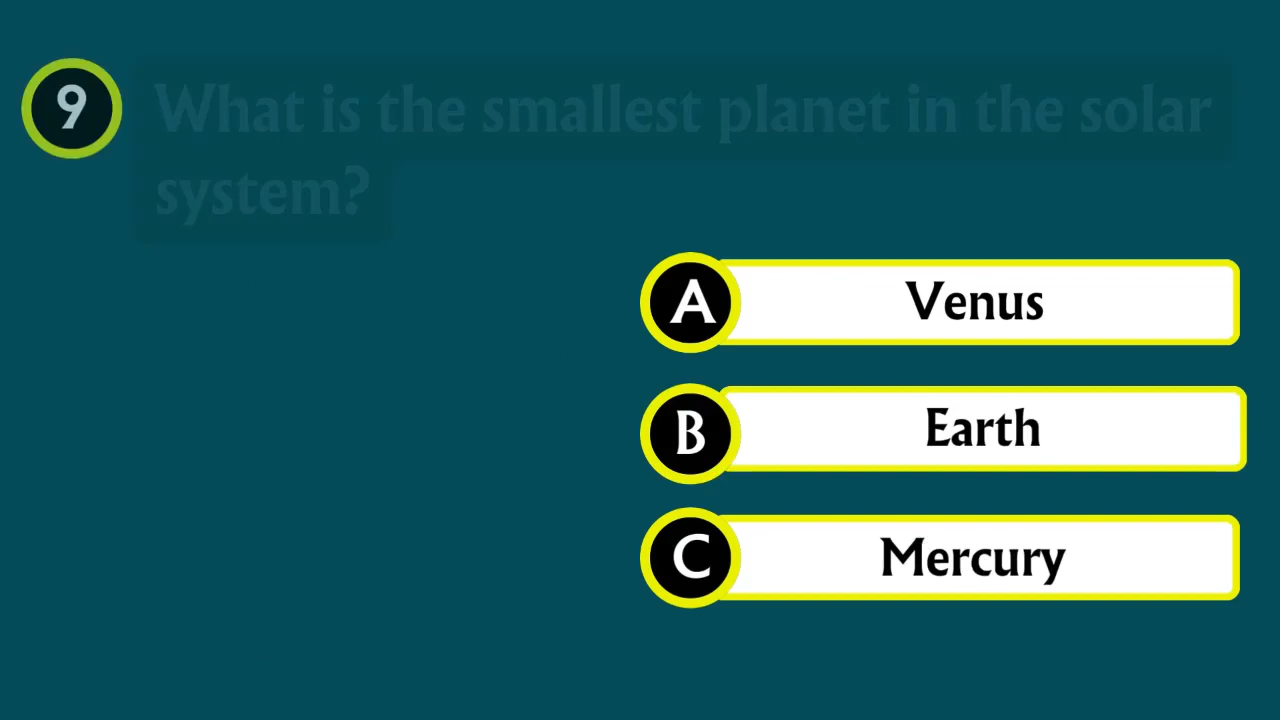 9 What is the smallest planet in the solar
system?
A Venus
B Earth
C Mercury